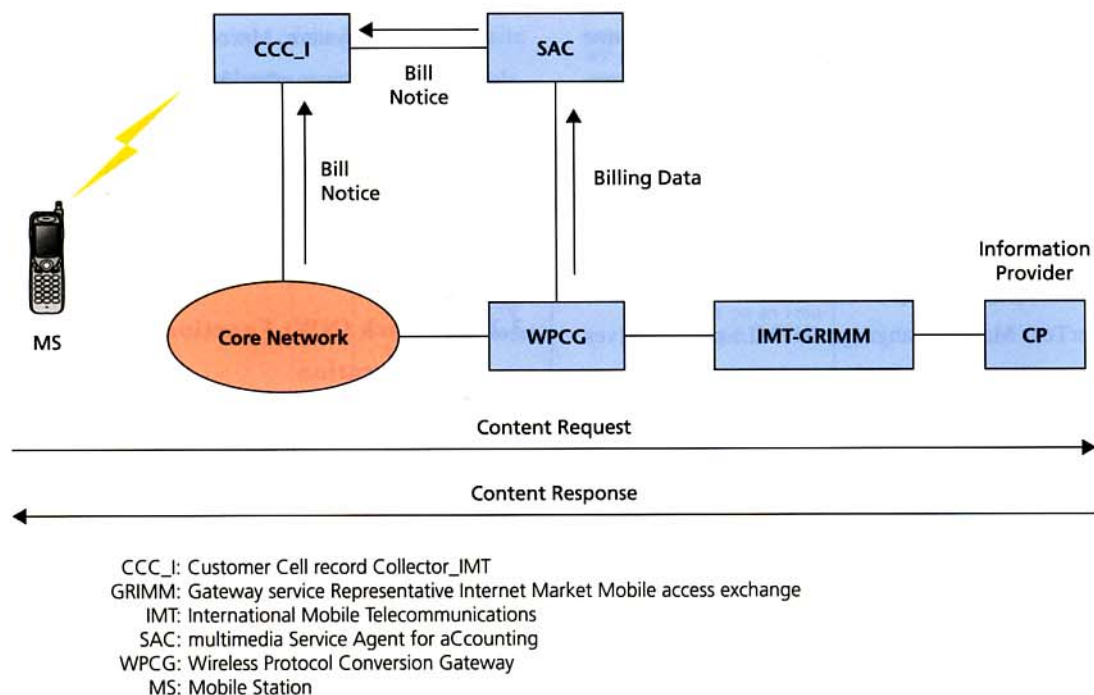 CCC_I
SAC
Bill
Notice
Bill
Notice
Billing Data
Information
Provider
MS
Core Network
WPCG
IMT-GRIMM
CP
Content Request
Content Response
CCC_I: Customer Cell record Collector_IMT
GRIMM: Gateway service Representative Internet Market Mobile access exchange
IMT: International Mobile Telecommunications
SAC: multimedia Service Agent for aCcounting
WPCG: Wireless Protocol Conversion Gateway
MS: Mobile Station